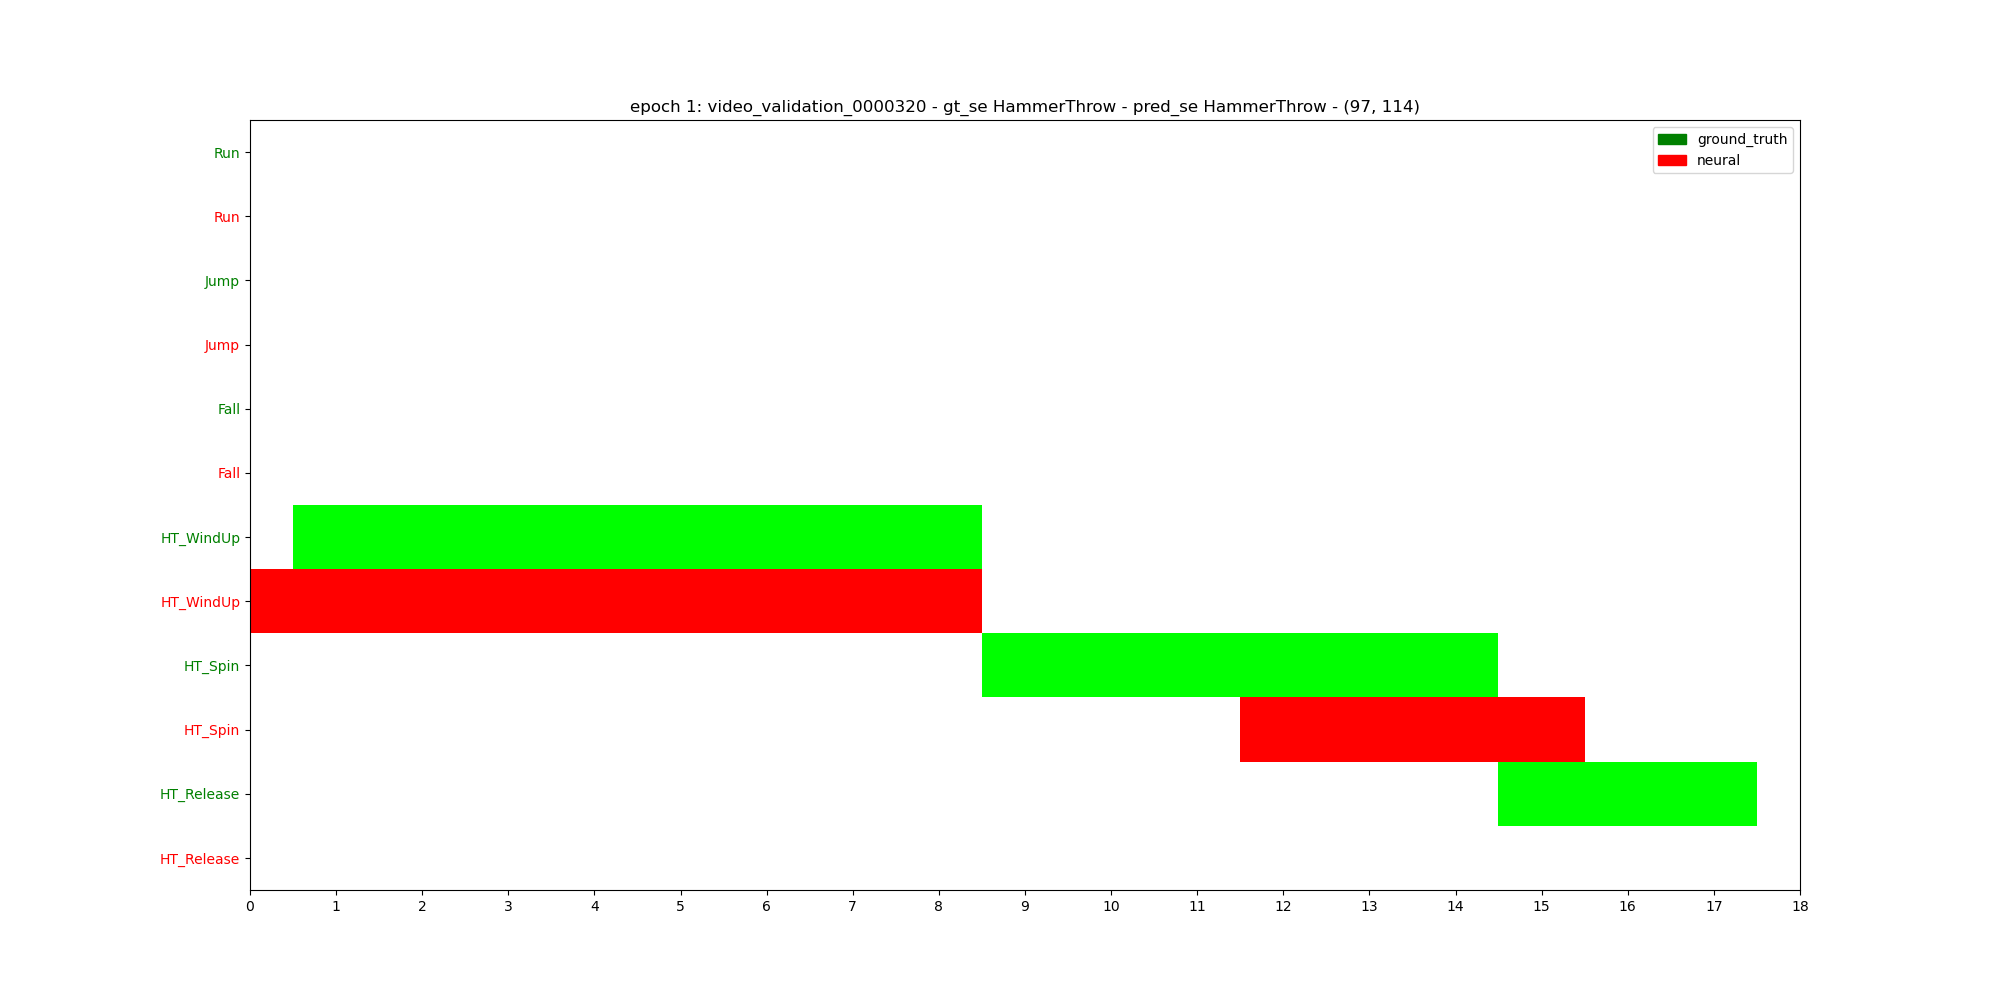 epoch 1: video_validation_0000320 - gt_se HammerThrow - pred_se HammerThrow - (97, 114)
ground_truth
neural
Run
Run
Jump
Jump
Fall
Fall
HT_WindUp
HT_WindUp
HT_Spin
HT_Spin
HT_Release
HT_Release
0 1 2 3 4 5 6 7 8 9 10 11 12 13 14 15 16 17 18